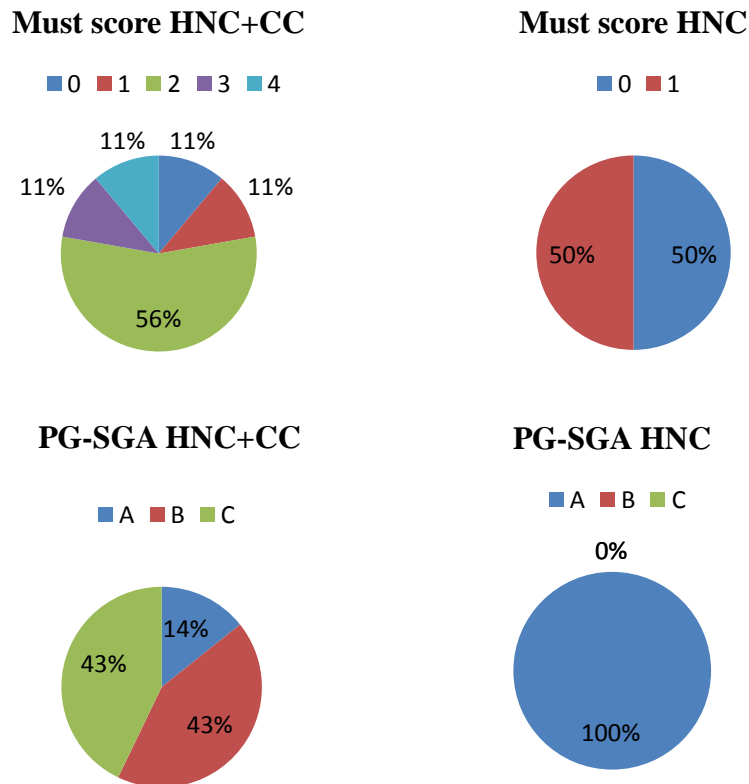 Must score HNC+CC
0 1 2 3 4
11%
11%
11%
11%
56%
Must score HNC
0 1
50%
50%
PG-SGA HNC+CC
A B C
14%
43%
43%
PG-SGA HNC
A B C
0%
100%